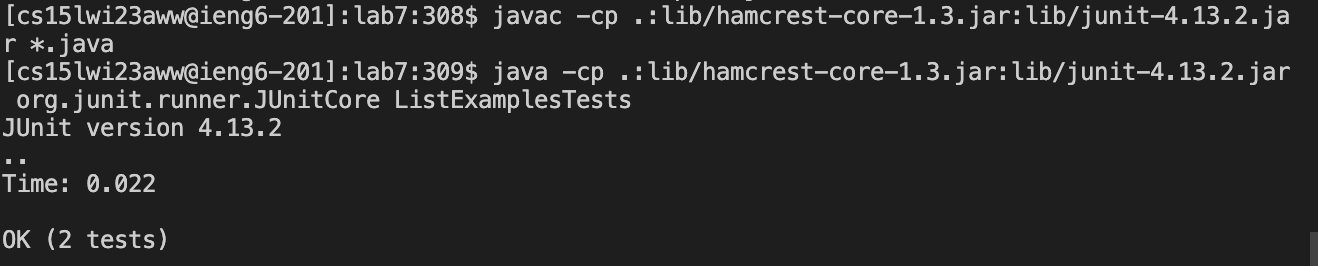 [cs15lwi23aww@ieng6-201]:lab7:308$ javac -cp .:lib/hamcrest-core-1.3.jar:lib/junit-4.13.2.ja
r *.java
[cs15lwi23aww@ieng6-201]:lab7:309$ java -cp .:lib/hamcrest-core-1.3.jar:lib/junit-4.13.2.jar
 org.junit.runner.JUnitCore ListExamplesTests
JUnit version 4.13.2
..
Time: 0.022
OK (2 tests)